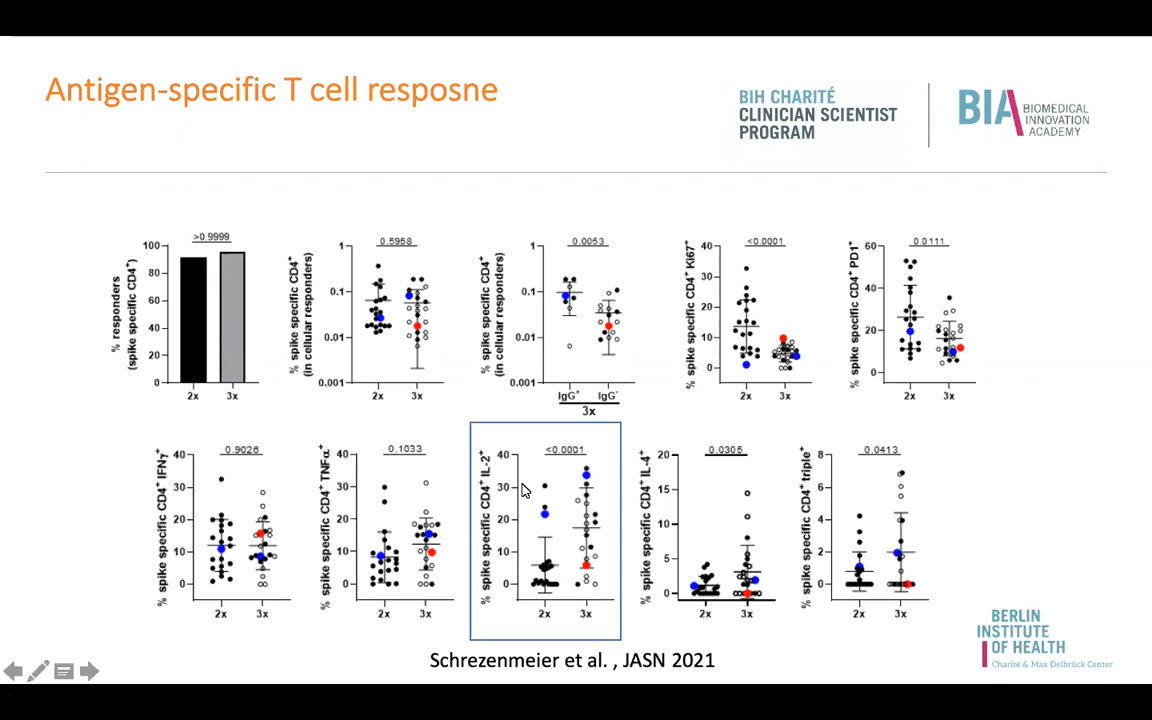 Antigen-specific T cell resposne
BIH CHARITÉ
CLINICIAN SCIENTIST
PROGRAM
BIA
BIOMEDICAL
INNOVATION
ACADEMY
% responders
(spike specific CD4+)
>0.9999
100
80
60
40
20
0
2x 3x
% spike specific CD4+
(in cellular responders)
0.5958
1
0.1
0.01
0.001
2x 3x
% spike specific CD4+
(in cellular responders)
0.0053
1
0.1
0.01
0.001
IgG+ IgG-
3x
% spike specific CD4+ Ki67+
<0.0001
40
30
20
10
0
2x 3x
% spike specific CD4+ PD1+
0.0111
60
40
20
0
2x 3x
% spike specific CD4+ IFNγ+
0.9026
40
30
20
10
0
2x 3x
% spike specific CD4+ TNFα+
0.1033
40
30
20
10
0
2x 3x
% spike specific CD4+ IL-2+
<0.0001
40
30
20
10
0
2x 3x
% spike specific CD4+ IL-4+
0.0305
20
15
10
5
0
2x 3x
% spike specific CD4+ triple+
0.0413
8
6
4
2
0
2x 3x
Schrezenmeier et al. , JASN 2021
BERLIN
INSTITUTE
OF HEALTH
Charité & Max Delbrück Center